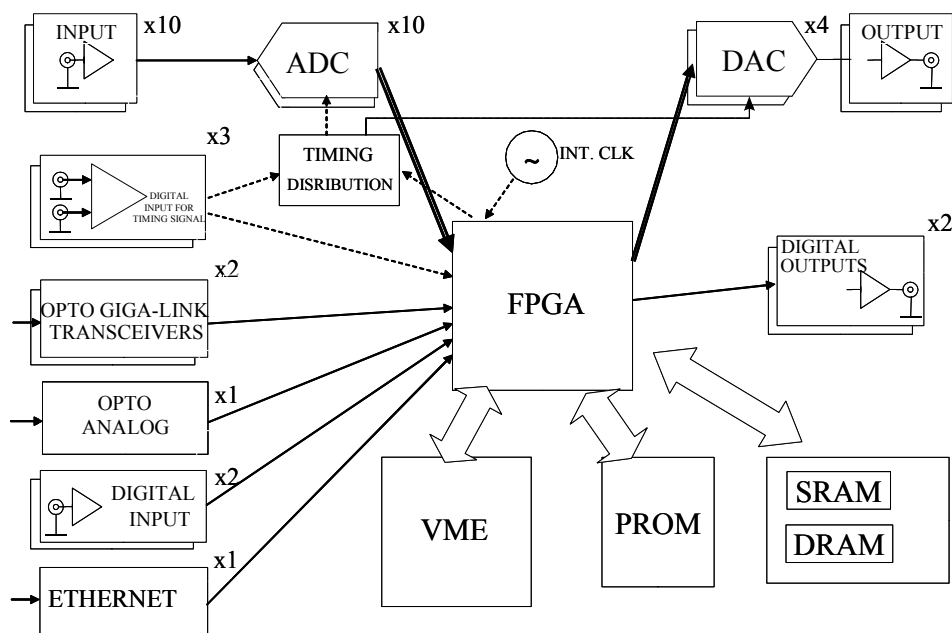 INPUT
x10
ADC
x10
DAC
x4
OUTPUT
x3
DIGITAL
INPUT FOR
TIMING SIGNAL
TIMING
DISRIBUTION
~
INT. CLK
x2
OPTO GIGA-LINK
TRANSCEIVERS
FPGA
DIGITAL
OUTPUTS
x2
x1
OPTO
ANALOG
x2
DIGITAL
INPUT
x1
ETHERNET
VME
PROM
SRAM
DRAM